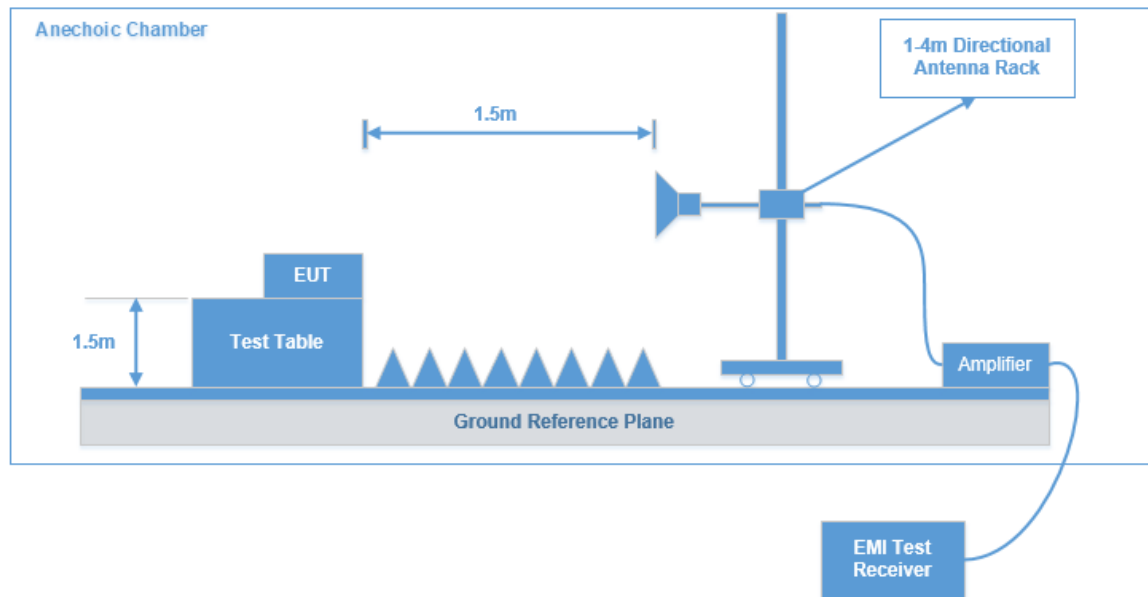 Anechoic Chamber
1-4m Directional
Antenna Rack
1.5m
EUT
1.5m
Test Table
Amplifier
Ground Reference Plane
EMI Test
Receiver